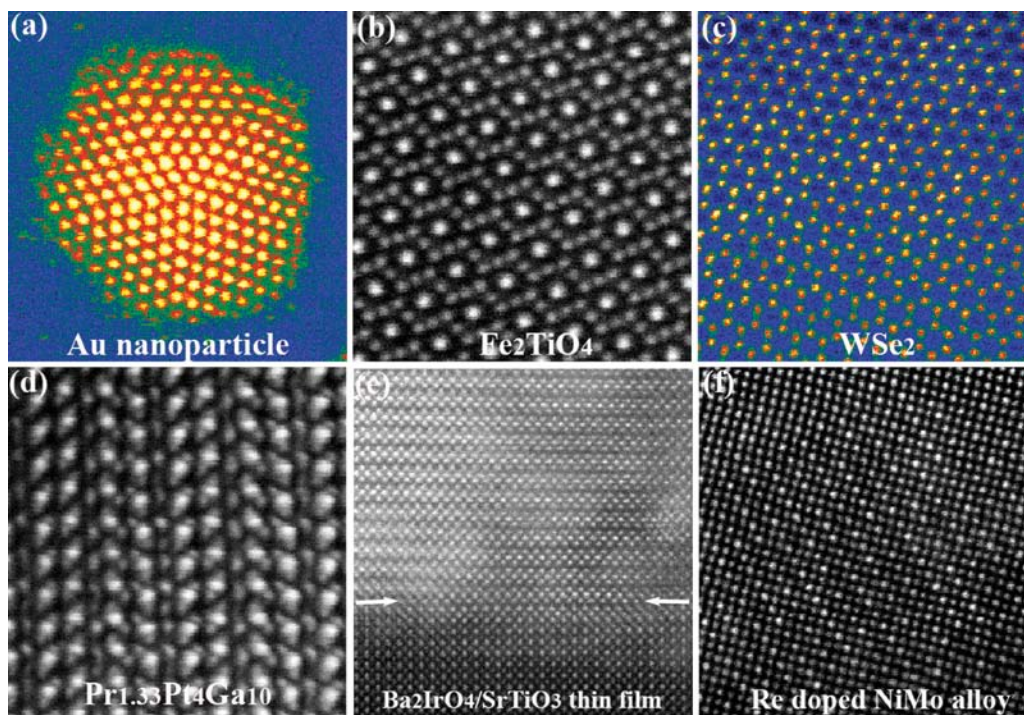 (a)
Au nanoparticle
(b)
Fe2TiO4
(c)
WSe2
(d)
Pr1.33Pt4Ga10
(e)
Ba2IrO4/SrTiO3 thin film
(f)
Re doped NiMo alloy